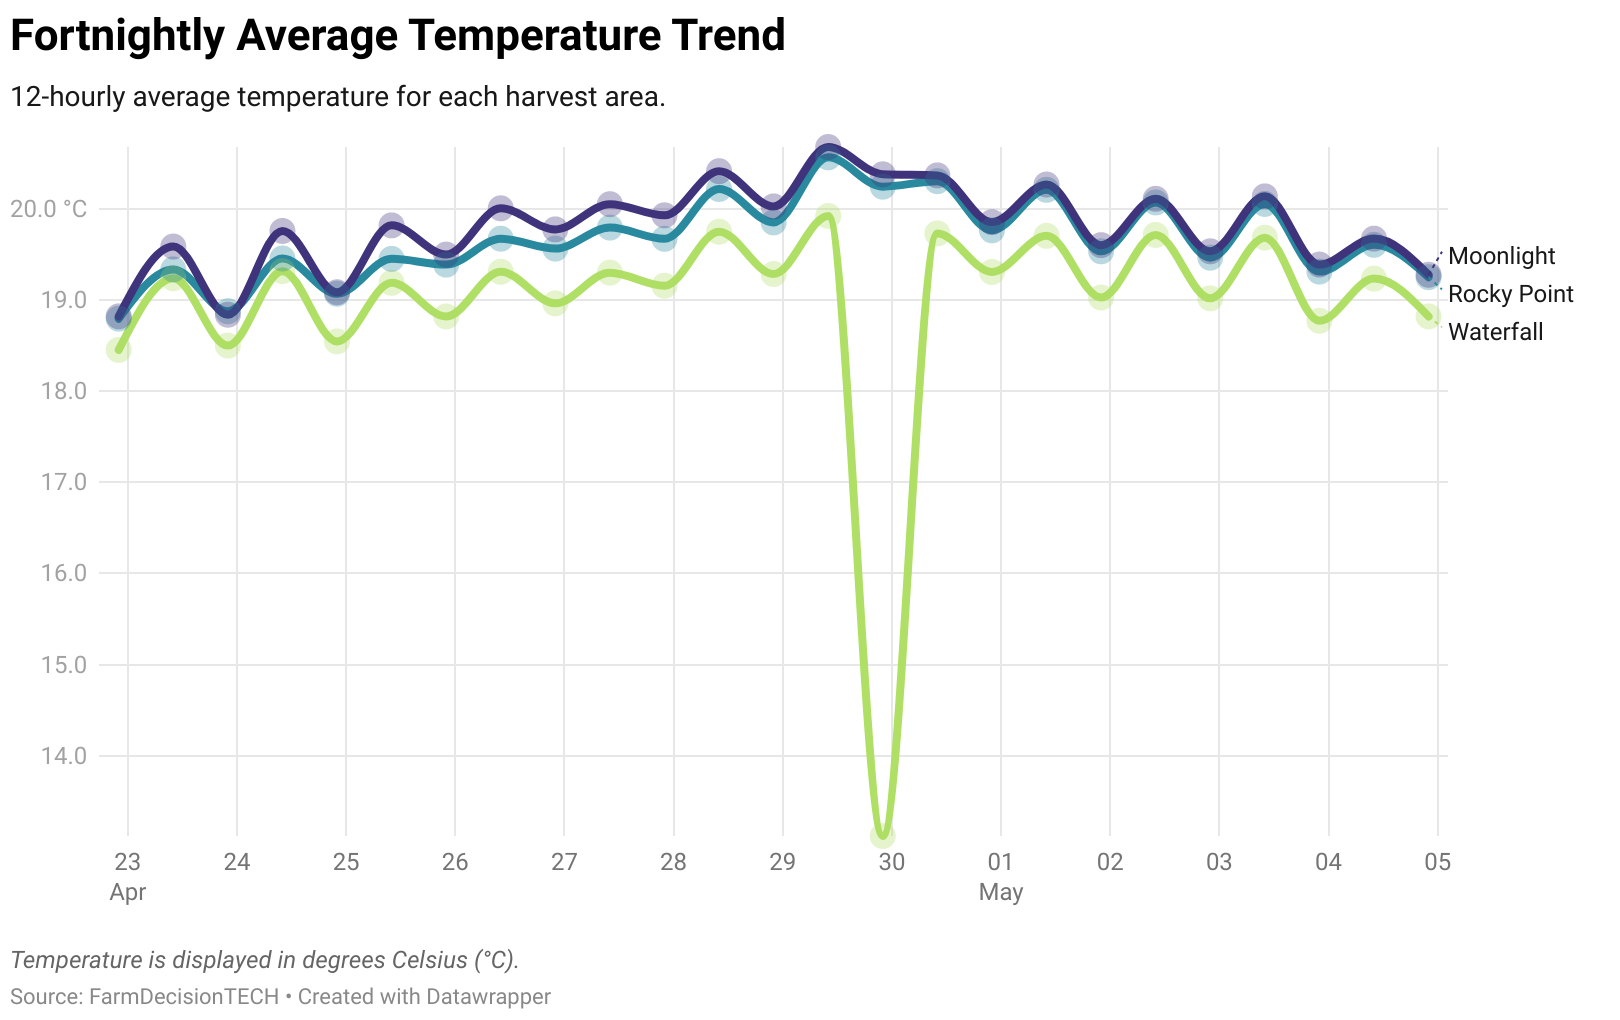 Fortnightly Average Temperature Trend
12-hourly average temperature for each harvest area.
20.0 °C
19.0
18.0
17.0
16.0
15.0
14.0
Moonlight
Rocky Point
Waterfall
23 24 25 26 27 28 29 30 01 02 03 04 05
Apr May
Temperature is displayed in degrees Celsius (°C).
Source: FarmDecisionTECH • Created with Datawrapper